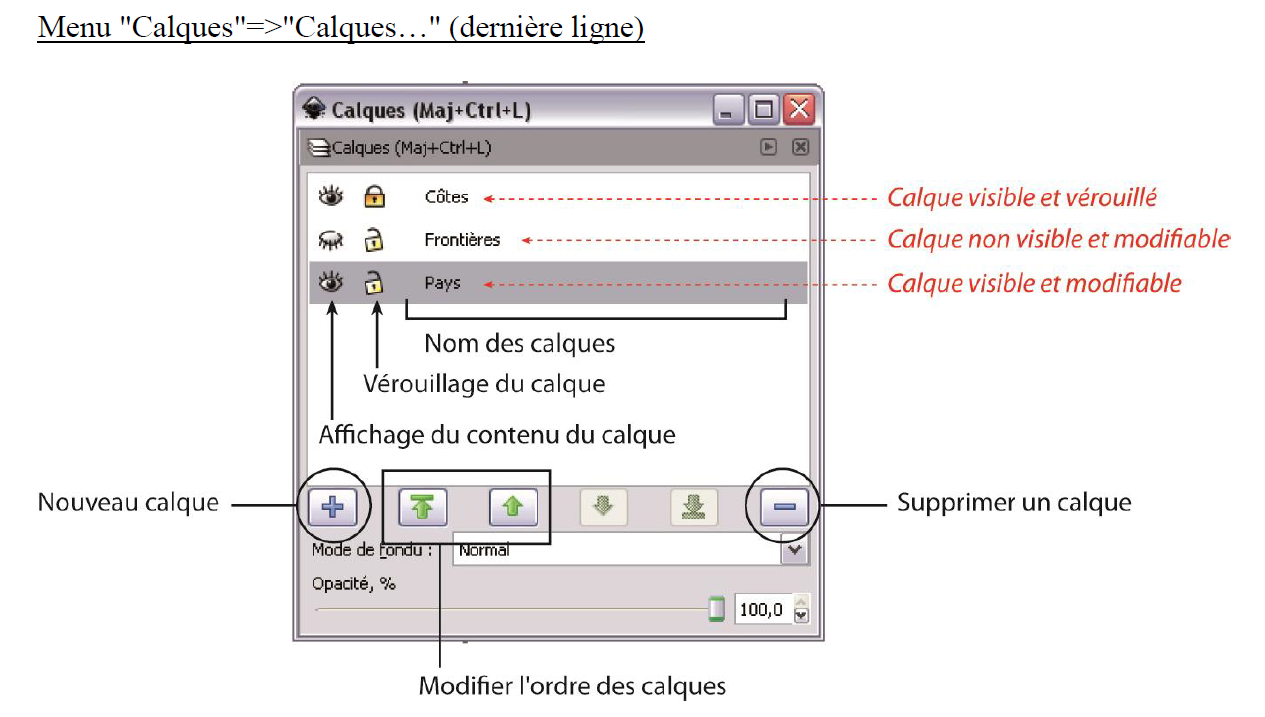 Menu "Calques"=>"Calques…" (dernière ligne)
Calques (Maj+Ctrl+L)
Calques (Maj+Ctrl+L)
Côtes
Calque visible et vérouillé
Frontières
Calque non visible et modifiable
Pays
Calque visible et modifiable
Nom des calques
Vérouillage du calque
Affichage du contenu du calque
Nouveau calque
Supprimer un calque
Mode de fondu : Normal
Opacité, %
100,0
Modifier l'ordre des calques